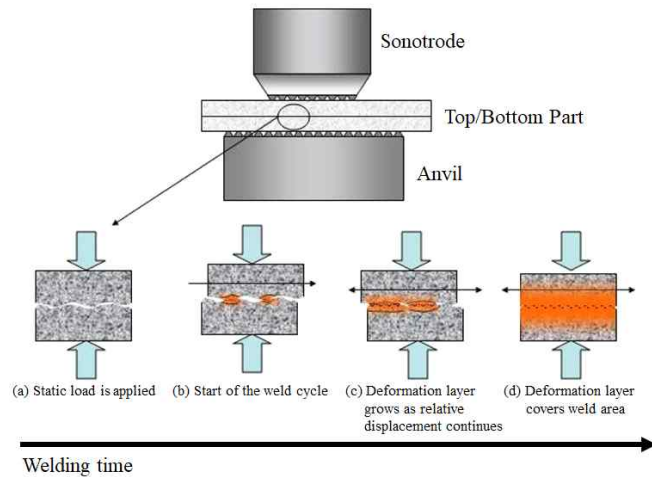 Sonotrode
Top/Bottom Part
Anvil
(a) Static load is applied
(b) Start of the weld cycle
(c) Deformation layer
grows as relative
displacement continues
(d) Deformation layer
covers weld area
Welding time